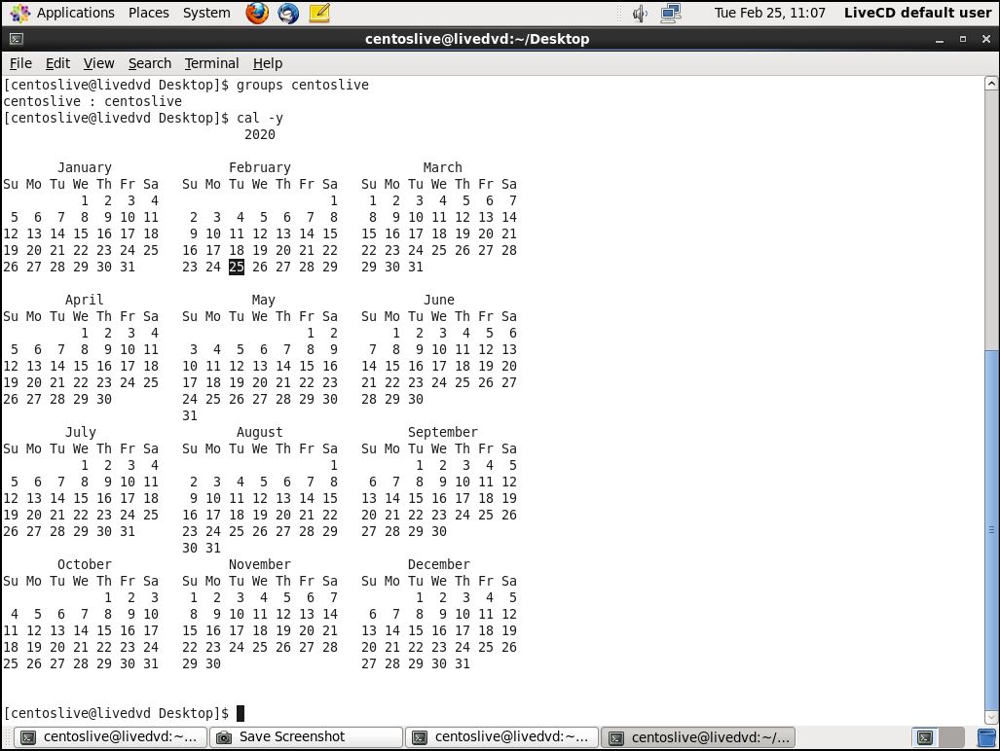 Applications Places System Tue Feb 25, 11:07 LiveCD default user
centoslive@livedvd:~/Desktop
File Edit View Search Terminal Help
[centoslive@livedvd Desktop]$ groups centoslive
centoslive : centoslive
[centoslive@livedvd Desktop]$ cal -y
                               2020

       January               February                 March
Su Mo Tu We Th Fr Sa   Su Mo Tu We Th Fr Sa   Su Mo Tu We Th Fr Sa
          1  2  3  4                      1    1  2  3  4  5  6  7
 5  6  7  8  9 10 11    2  3  4  5  6  7  8    8  9 10 11 12 13 14
12 13 14 15 16 17 18    9 10 11 12 13 14 15   15 16 17 18 19 20 21
19 20 21 22 23 24 25   16 17 18 19 20 21 22   22 23 24 25 26 27 28
26 27 28 29 30 31      23 24 25 26 27 28 29   29 30 31

        April                   May                   June
Su Mo Tu We Th Fr Sa   Su Mo Tu We Th Fr Sa   Su Mo Tu We Th Fr Sa
          1  2  3  4                   1  2       1  2  3  4  5  6
 5  6  7  8  9 10 11    3  4  5  6  7  8  9    7  8  9 10 11 12 13
12 13 14 15 16 17 18   10 11 12 13 14 15 16   14 15 16 17 18 19 20
19 20 21 22 23 24 25   17 18 19 20 21 22 23   21 22 23 24 25 26 27
26 27 28 29 30         24 25 26 27 28 29 30   28 29 30
                       31
        July                  August                September
Su Mo Tu We Th Fr Sa   Su Mo Tu We Th Fr Sa   Su Mo Tu We Th Fr Sa
          1  2  3  4                      1          1  2  3  4  5
 5  6  7  8  9 10 11    2  3  4  5  6  7  8    6  7  8  9 10 11 12
12 13 14 15 16 17 18    9 10 11 12 13 14 15   13 14 15 16 17 18 19
19 20 21 22 23 24 25   16 17 18 19 20 21 22   20 21 22 23 24 25 26
26 27 28 29 30 31      23 24 25 26 27 28 29   27 28 29 30
                       30 31
       October               November               December
Su Mo Tu We Th Fr Sa   Su Mo Tu We Th Fr Sa   Su Mo Tu We Th Fr Sa
             1  2  3    1  2  3  4  5  6  7          1  2  3  4  5
 4  5  6  7  8  9 10    8  9 10 11 12 13 14    6  7  8  9 10 11 12
11 12 13 14 15 16 17   15 16 17 18 19 20 21   13 14 15 16 17 18 19
18 19 20 21 22 23 24   22 23 24 25 26 27 28   20 21 22 23 24 25 26
25 26 27 28 29 30 31   29 30                  27 28 29 30 31

[centoslive@livedvd Desktop]$
centoslive@livedvd:~... Save Screenshot centoslive@livedvd:~... centoslive@livedvd:~/...